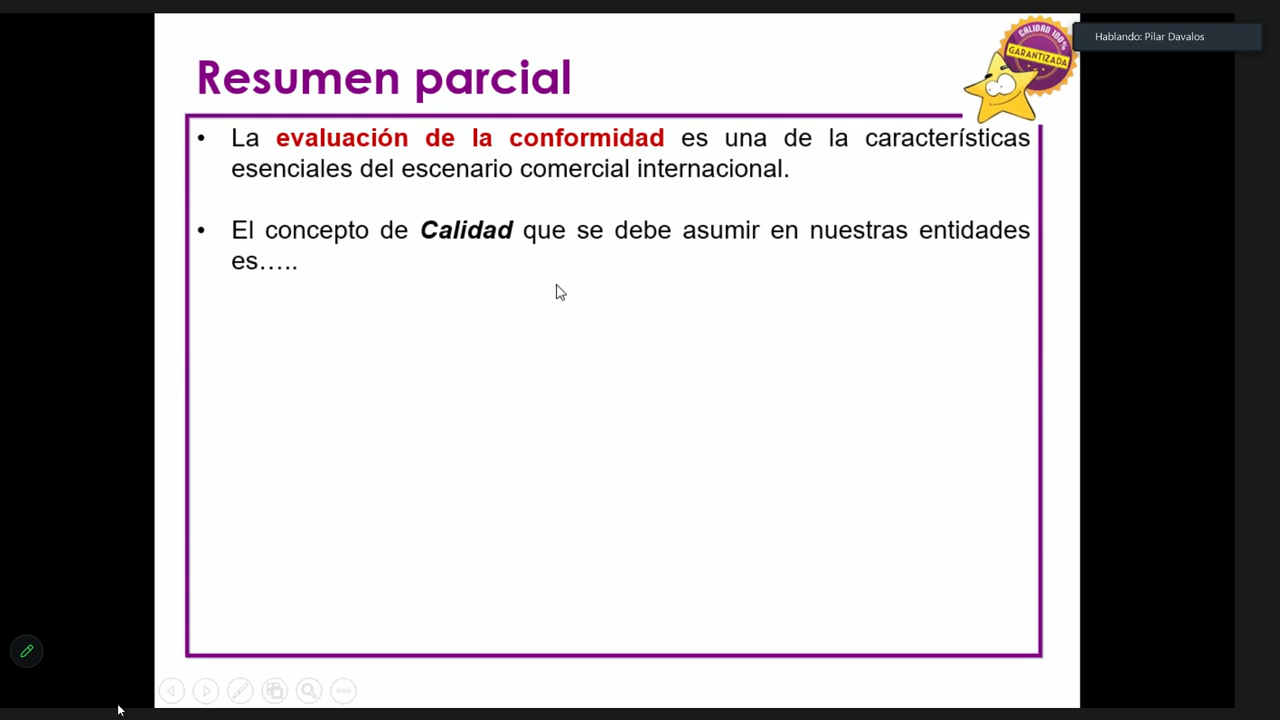 Hablando: Pilar Davalos
CALIDAD 100%
GARANTIZADA
Resumen parcial
• La evaluación de la conformidad es una de la características
esenciales del escenario comercial internacional.
• El concepto de Calidad que se debe asumir en nuestras entidades
es…..